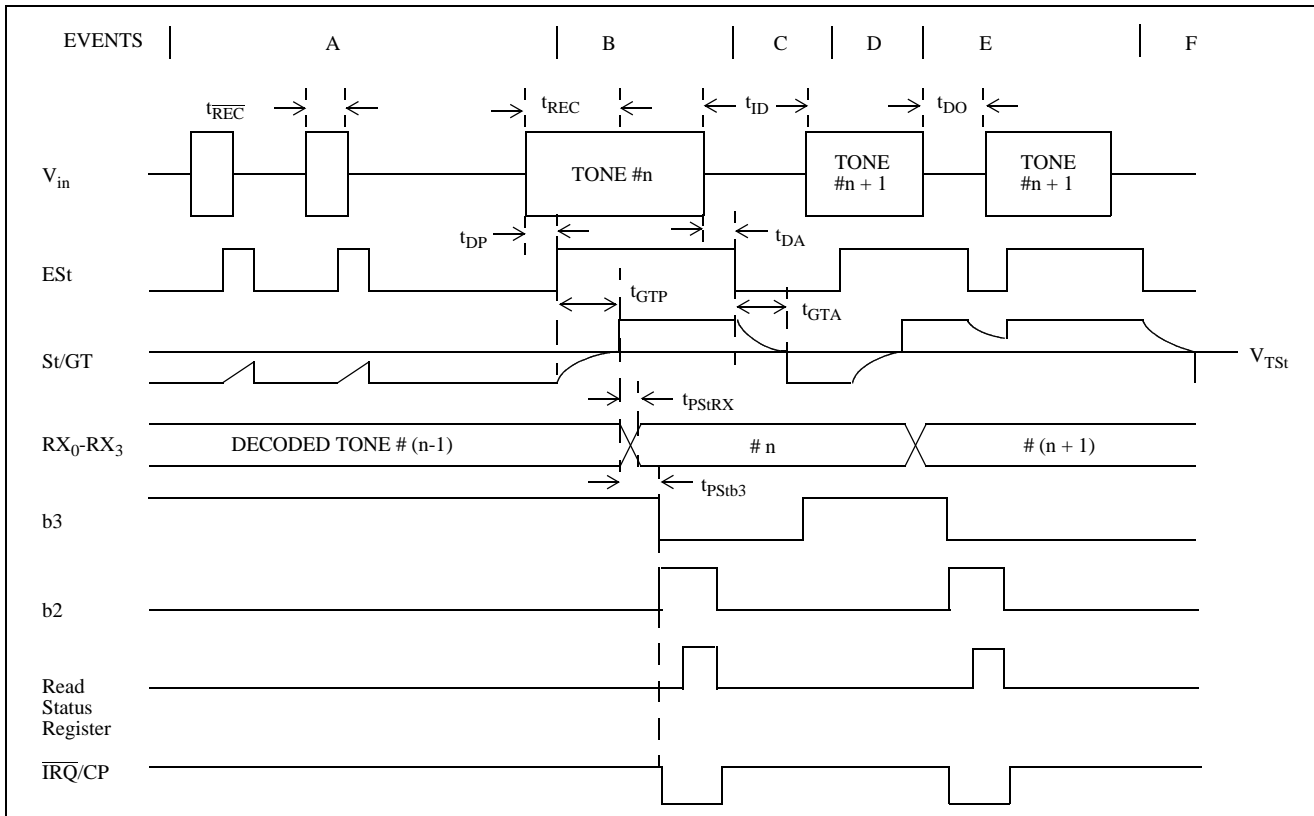 EVENTS A B C D E F
tREC tREC tID tDO
Vin TONE #n TONE #n + 1 TONE #n + 1
tDP tDA
ESt
tGTP
tGTA
St/GT VTSt
tPStRX
RX0-RX3 DECODED TONE # (n-1) # n # (n + 1)
tPStb3
b3
b2
Read
Status
Register
IRQ/CP